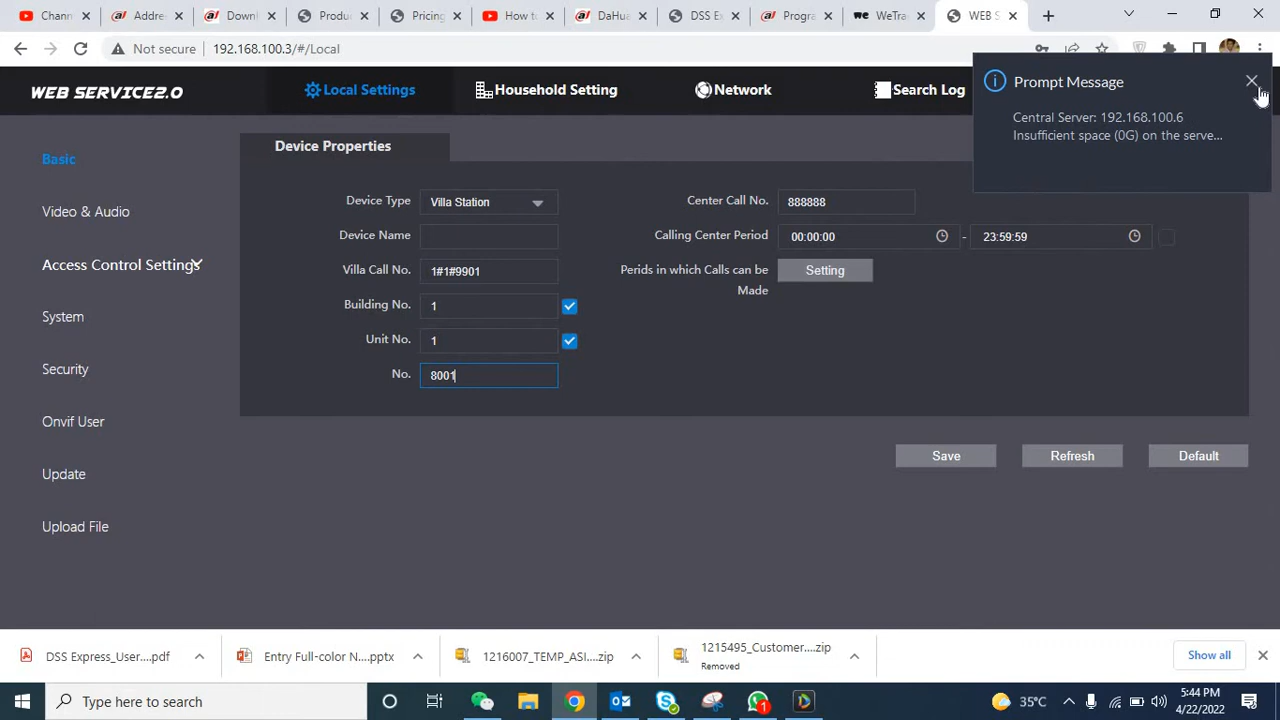 Chann
Addre
Down
Produ
Pricing
How to
DaHua
DSS Ex
Progra
WeTra
WEB S
Not secure
192.168.100.3/#/Local
WEB SERVICE2.0
Local Settings
Household Setting
Network
Search Log
Prompt Message
Central Server: 192.168.100.6
Insufficient space (0G) on the serve...
Basic
Video & Audio
Access Control Settings
System
Security
Onvif User
Update
Upload File
Device Properties
Device Type
Villa Station
Device Name
Villa Call No.
1#1#9901
Building No.
1
Unit No.
1
No.
8001
Center Call No.
888888
Calling Center Period
00:00:00
-
23:59:59
Perids in which Calls can be
Made
Setting
Save
Refresh
Default
DSS Express_User....pdf
Entry Full-color N....pptx
1216007_TEMP_ASI....zip
1215495_Customer....zip
Removed
Show all
Type here to search
1
35°C
5:44 PM
4/22/2022